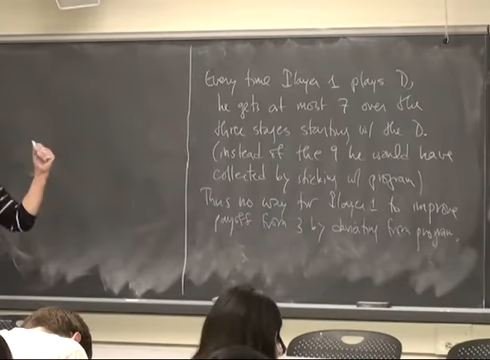 Every time Player 1 plays D,
he gets at most 7 over the
three stages starting w/ the D.
(instead of the 9 he would have
collected by sticking w/ program)
Thus no way for Player 1 to improve
payoff from 3 by deviating from program.